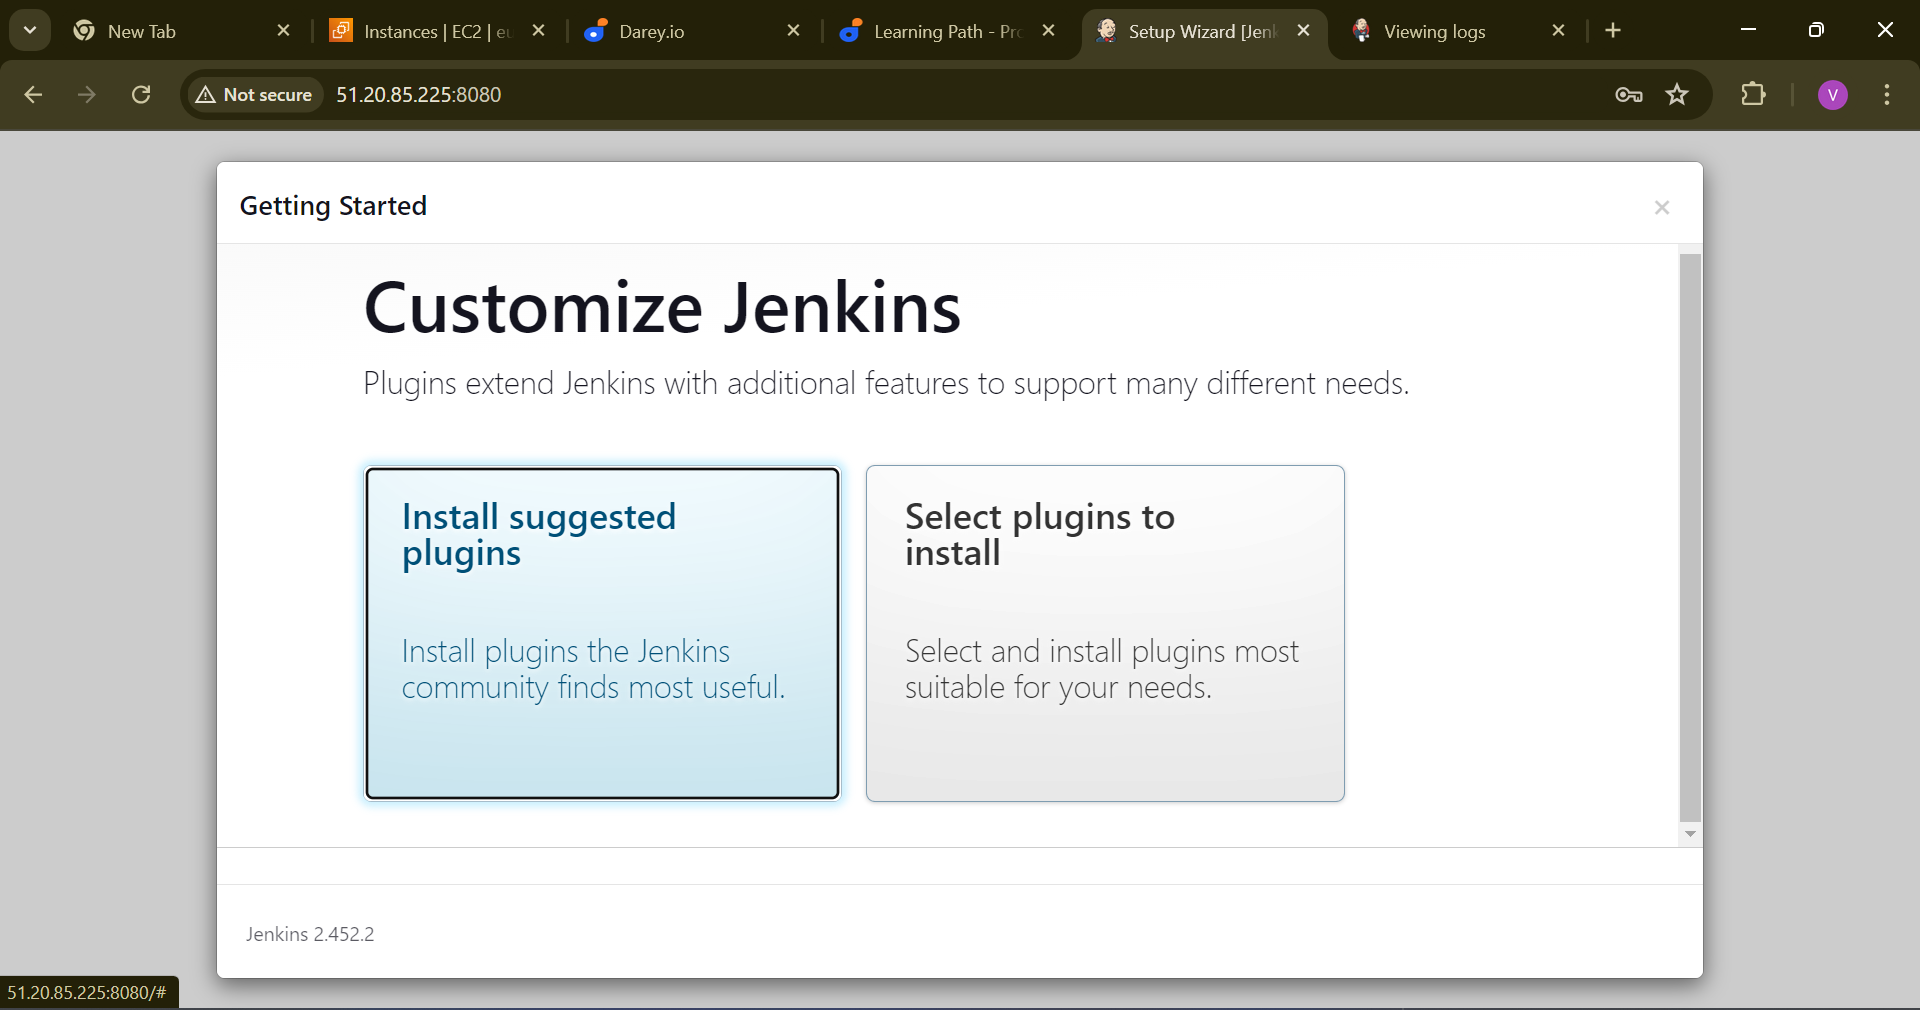 New Tab
Instances | EC2 | eu
Darey.io
Learning Path - Pro
Setup Wizard [Jenk
Viewing logs
Not secure
51.20.85.225:8080
V
Getting Started
Customize Jenkins
Plugins extend Jenkins with additional features to support many different needs.
Install suggested
plugins
Install plugins the Jenkins
community finds most useful.
Select plugins to
install
Select and install plugins most
suitable for your needs.
Jenkins 2.452.2
51.20.85.225:8080/#